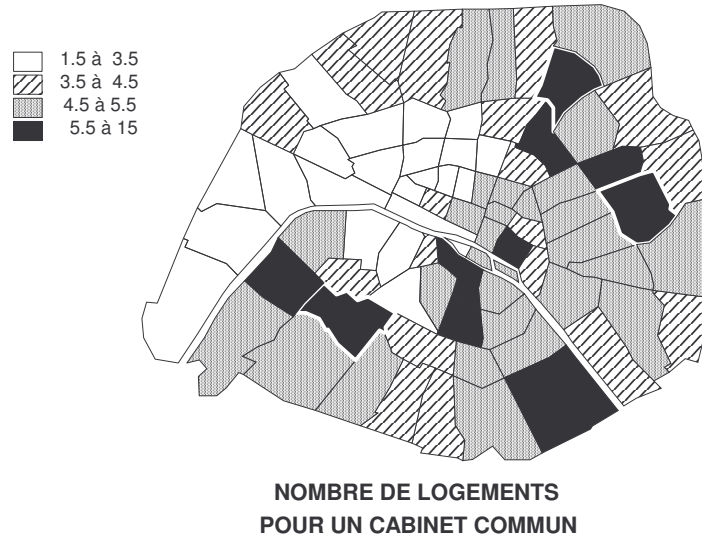 1.5 à 3.5
3.5 à 4.5
4.5 à 5.5
5.5 à 15
NOMBRE DE LOGEMENTS
POUR UN CABINET COMMUN